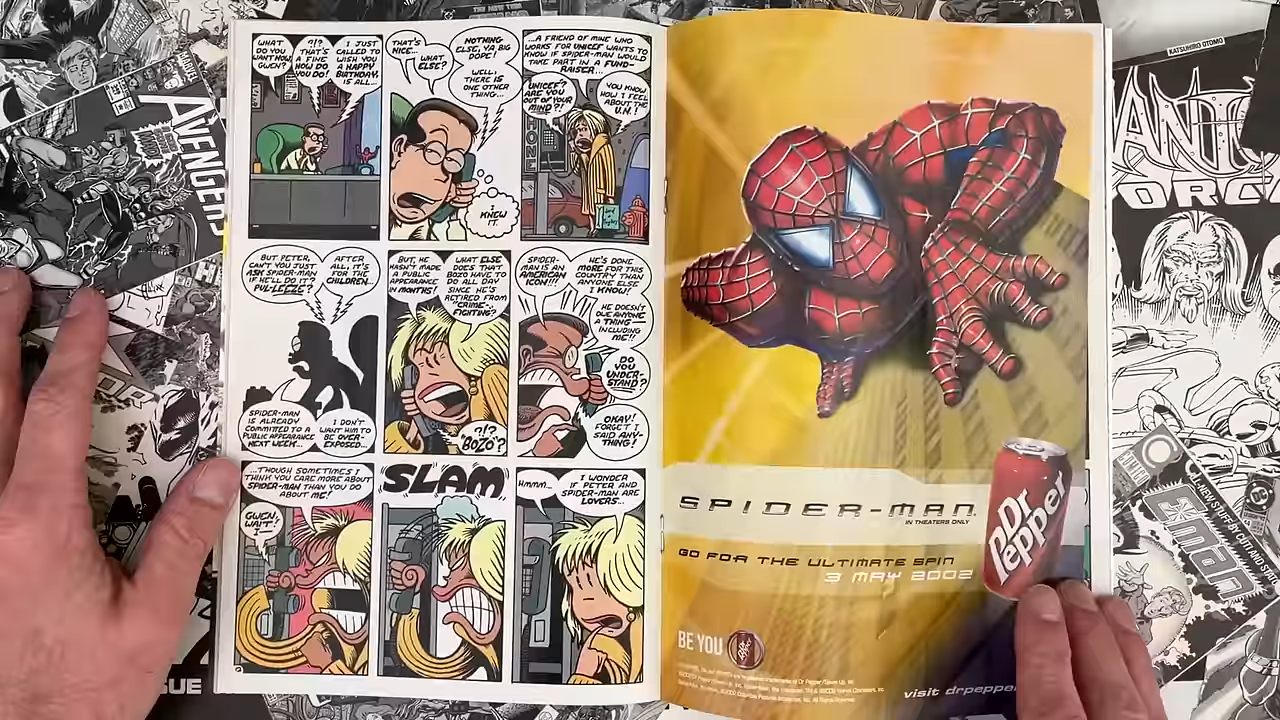 WHAT
DO YOU
WANT NOW,
GWEN?
?!?
THAT'S
A FINE
HOW DO
YOU DO!
I JUST
CALLED TO
WISH YOU
A HAPPY
BIRTHDAY,
IS ALL...
THAT'S
NICE...
WHAT
ELSE?
NOTHING
ELSE, YA BIG
DOPE!
WELL,
THERE IS
ONE OTHER
THING...
I
KNEW
IT.
...A FRIEND OF MINE WHO
WORKS FOR UNICEF WANTS TO
KNOW IF SPIDER-MAN WOULD
TAKE PART IN A FUND-
RAISER...
UNICEF?
ARE YOU
OUT OF YOUR
MIND?!
YOU KNOW
HOW I FEEL
ABOUT THE
U.N.!
BUT PETER,
CAN'T YOU JUST
ASK SPIDER-MAN
IF HE'LL DO IT?
PUL-LEEZE?
AFTER
ALL, IT'S
FOR THE
CHILDREN...
SPIDER-MAN
IS ALREADY
COMMITTED TO A
PUBLIC APPEARANCE
NEXT WEEK...
I DON'T
WANT HIM TO
BE OVER-
EXPOSED...
BUT, HE
HASN'T MADE
A PUBLIC
APPEARANCE
IN MONTHS!
WHAT ELSE
DOES THAT
BOZO HAVE TO
DO ALL DAY
SINCE HE'S
RETIRED FROM
"CRIME-
FIGHTING?
?!?
"BOZO"?
SPIDER-
MAN IS AN
AMERICAN
ICON!!!
HE'S DONE
MORE FOR THIS
COUNTRY THAN
ANYONE ELSE
I KNOW!
HE DOESN'T
OWE ANYONE
A THING—
INCLUDING
ME!!
DO
YOU
UNDER-
STAND?
OKAY!
FORGET I
SAID ANY-
THING!
...THOUGH SOMETIMES I
THINK YOU CARE MORE ABOUT
SPIDER-MAN THAN YOU DO
ABOUT ME!
GWEN,
WAIT!
I—
SLAM
HMMM...
I WONDER
IF PETER AND
SPIDER-MAN ARE
LOVERS...
SPIDER-MAN
IN THEATERS ONLY
GO FOR THE ULTIMATE SPIN
3 MAY 2002
Dr
Pepper
BE YOU
visit drpeppe
AVENGERS
KATSUHIRO OTOMO